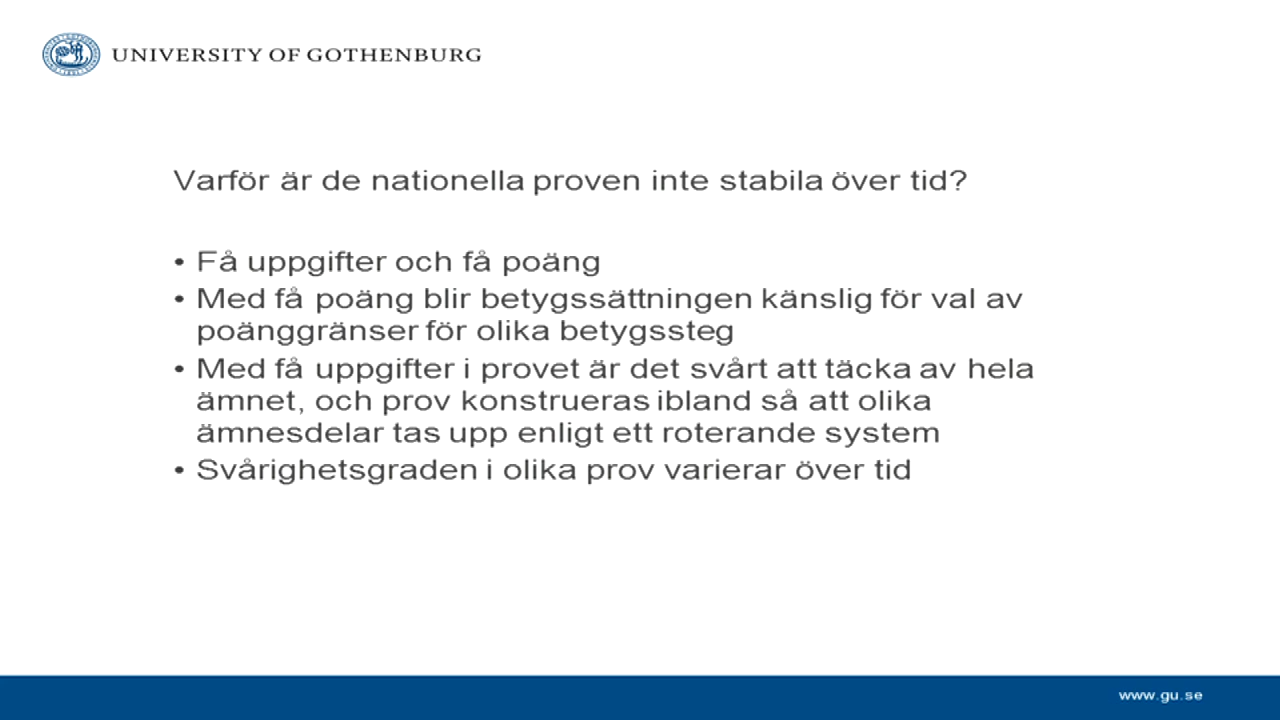 UNIVERSITY OF GOTHENBURG
Varför är de nationella proven inte stabila över tid?
• Få uppgifter och få poäng
• Med få poäng blir betygssättningen känslig för val av
poänggränser för olika betygssteg
• Med få uppgifter i provet är det svårt att täcka av hela
ämnet, och prov konstrueras ibland så att olika
ämnesdelar tas upp enligt ett roterande system
• Svårighetsgraden i olika prov varierar över tid
www.gu.se